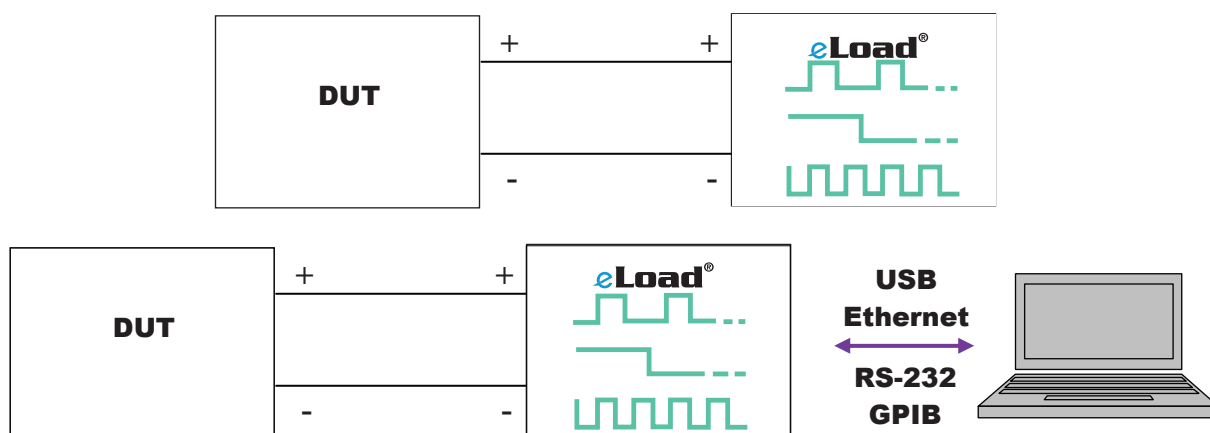 + +
eLoad®
DUT
- -
+ +
eLoad®
USB
Ethernet
DUT
RS-232
GPIB
- -